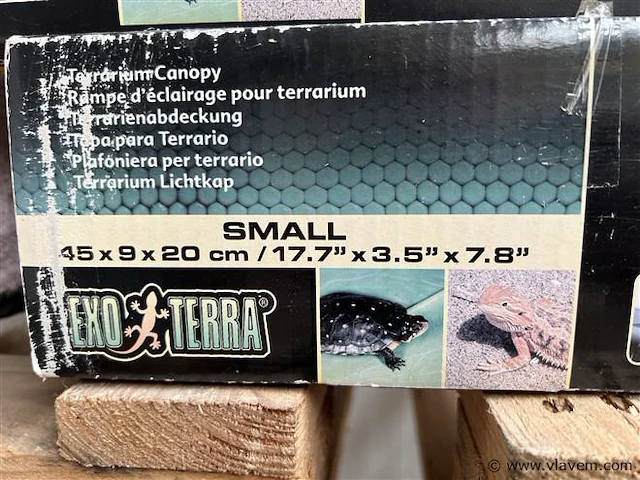 Terrarium Canopy
Rampe d'éclairage pour terrarium
Terrarienabdeckung
Tapa para Terrario
Plafoniera per terrario
Terrarium Lichtkap
SMALL
45 x 9 x 20 cm / 17.7" x 3.5" x 7.8"
EXO TERRA®
© www.vlavem.com